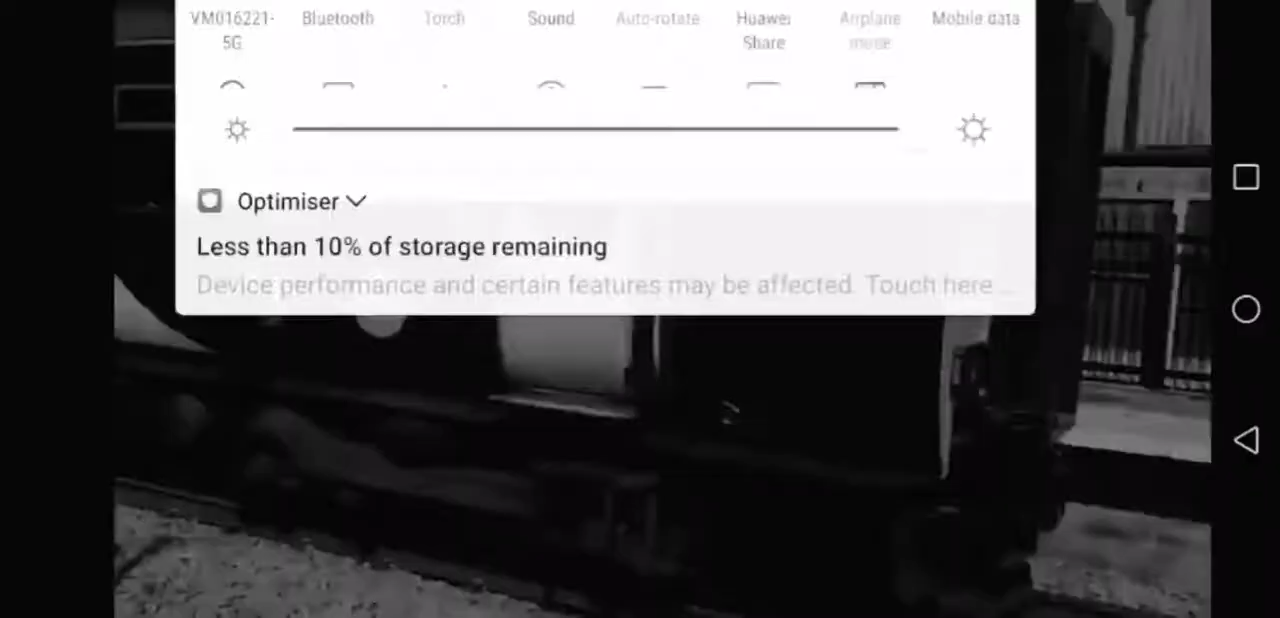 VM016221-
5G
Bluetooth
Torch
Sound
Auto-rotate
Huawei
Share
Airplane
mode
Mobile data
Optimiser
Less than 10% of storage remaining
Device performance and certain features may be affected. Touch here ...